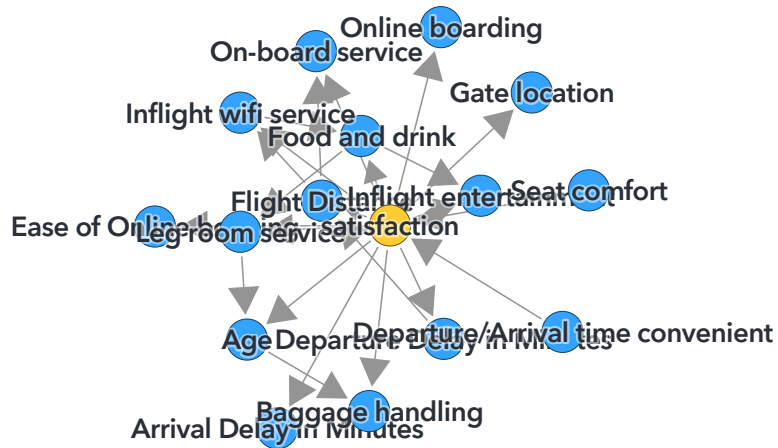 Online boarding
On-board service
Gate location
Inflight wifi service
Food and drink
Seat comfort
Inflight entertainment
Flight Distance
Ease of Online booking
Leg room service
satisfaction
Departure/Arrival time convenient
Age
Departure Delay in Minutes
Baggage handling
Arrival Delay in Minutes